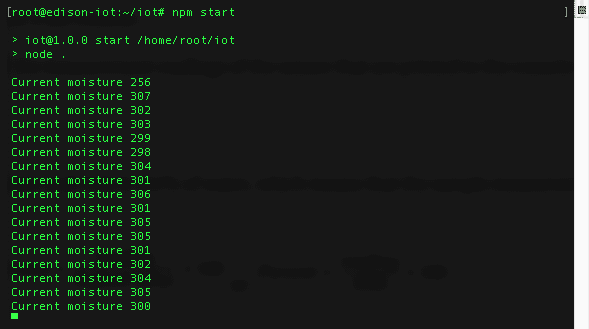 [root@edison-iot:~/iot# npm start ]
> iot@1.0.0 start /home/root/iot
> node .
Current moisture 256
Current moisture 307
Current moisture 302
Current moisture 303
Current moisture 299
Current moisture 298
Current moisture 304
Current moisture 301
Current moisture 306
Current moisture 301
Current moisture 305
Current moisture 305
Current moisture 301
Current moisture 302
Current moisture 304
Current moisture 305
Current moisture 300